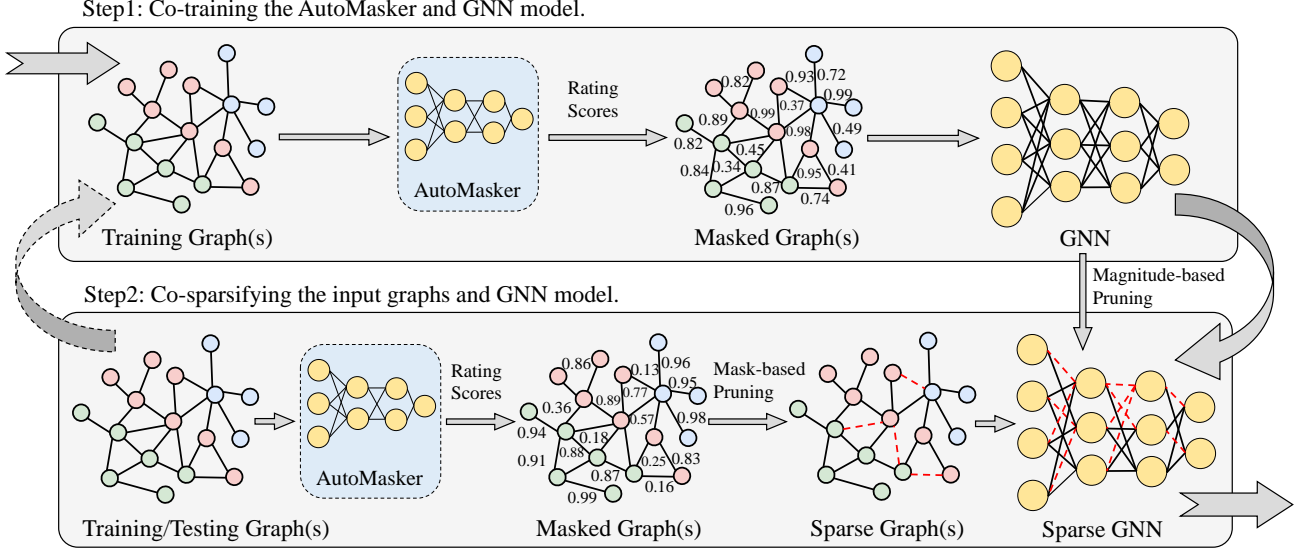 Step1: Co-training the AutoMasker and GNN model.
Rating
Scores
AutoMasker
0.82
0.93
0.72
0.99
0.37
0.89
0.99
0.98
0.49
0.82
0.45
0.34
0.84
0.95
0.41
0.87
0.74
0.96
Training Graph(s)
Masked Graph(s)
GNN
Magnitude-based
Pruning
Step2: Co-sparsifying the input graphs and GNN model.
Rating
Scores
AutoMasker
0.86
0.13
0.96
0.77
0.95
0.36
0.89
0.57
0.98
0.94
0.18
0.88
0.91
0.25
0.83
0.87
0.16
0.99
Mask-based
Pruning
Training/Testing Graph(s)
Masked Graph(s)
Sparse Graph(s)
Sparse GNN